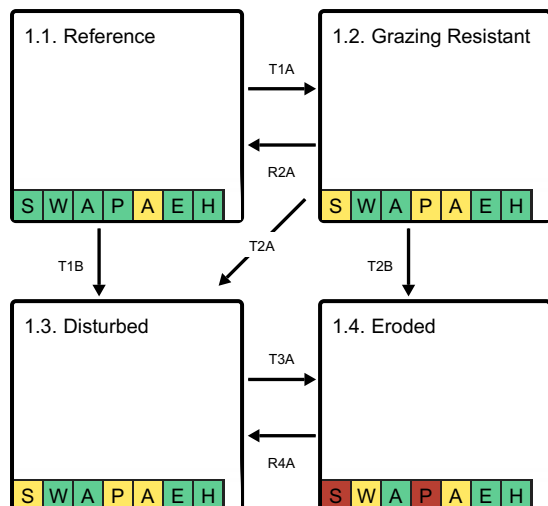 1.1. Reference
1.2. Grazing Resistant
T1A
R2A
S W A P A E H
S W A P A E H
T1B
T2A
T2B
1.3. Disturbed
1.4. Eroded
T3A
R4A
S W A P A E H
S W A P A E H